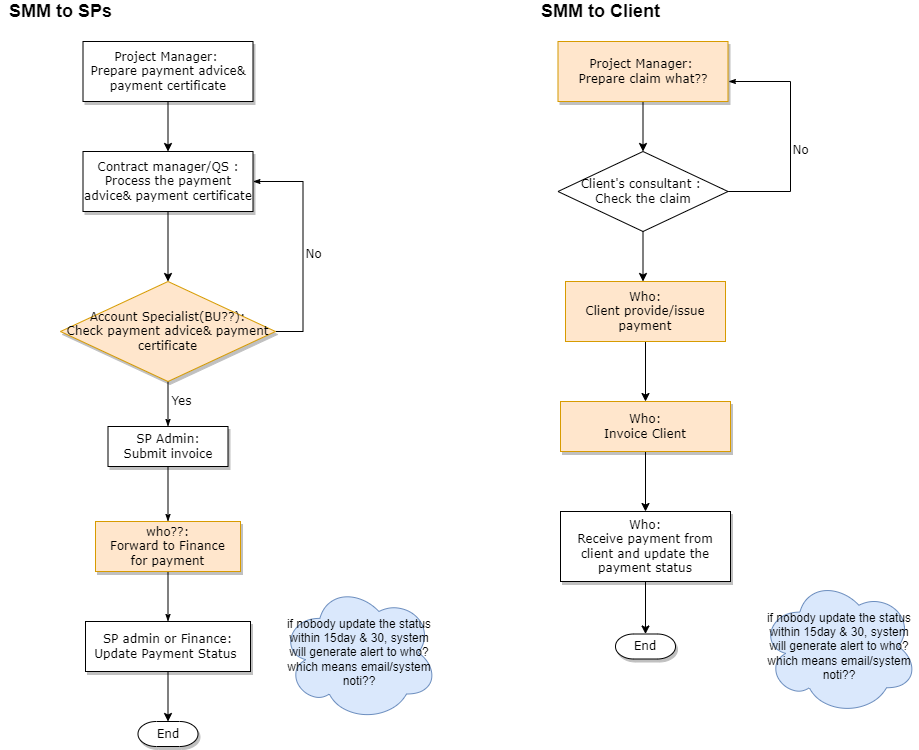 SMM to SPs
Project Manager:
Prepare payment advice&
payment certificate
Contract manager/QS :
Process the payment
advice& payment certificate
No
Account Specialist(BU??):
Check payment advice& payment
certificate
Yes
SP Admin:
Submit invoice
who??:
Forward to Finance
for payment
SP admin or Finance:
Update Payment Status
End
if nobody update the status
within 15day & 30, system
will generate alert to who?
which means email/system
noti??
SMM to Client
Project Manager:
Prepare claim what??
No
Client's consultant :
Check the claim
Who:
Client provide/issue
payment
Who:
Invoice Client
Who:
Receive payment from
client and update the
payment status
End
if nobody update the status
within 15day & 30, system
will generate alert to who?
which means email/system
noti??